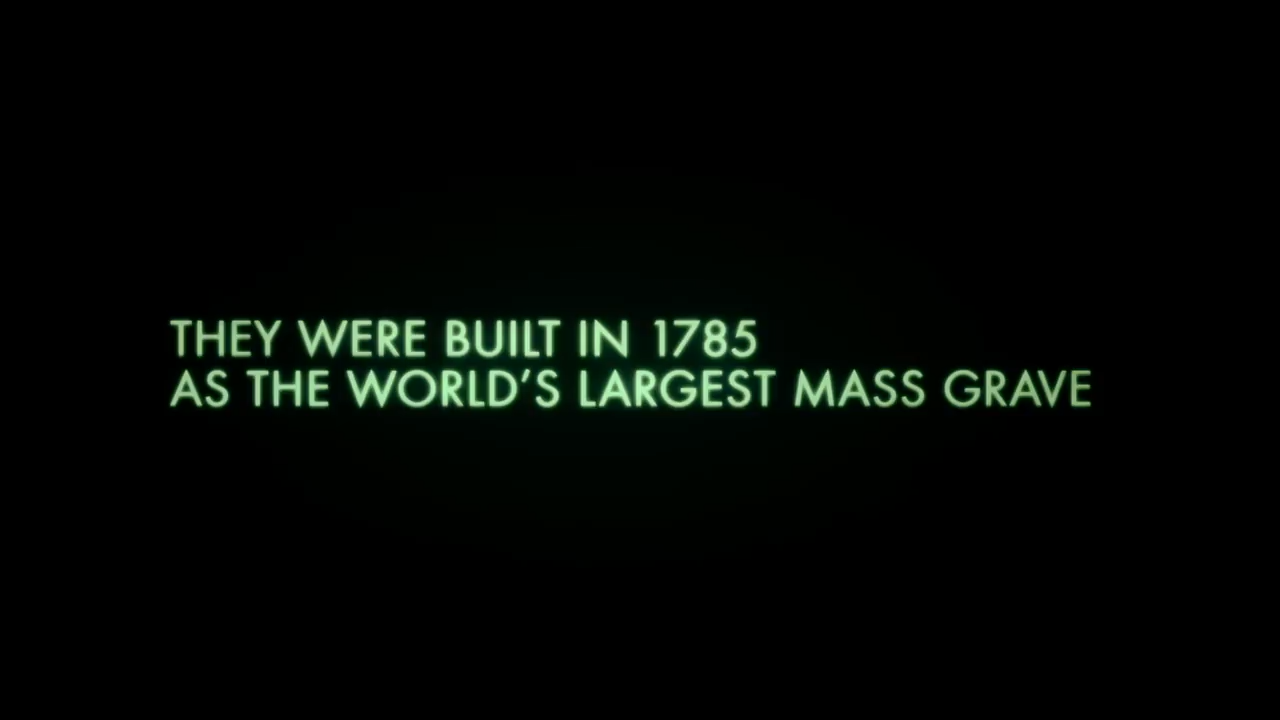 THEY WERE BUILT IN 1785
AS THE WORLD’S LARGEST MASS GRAVE